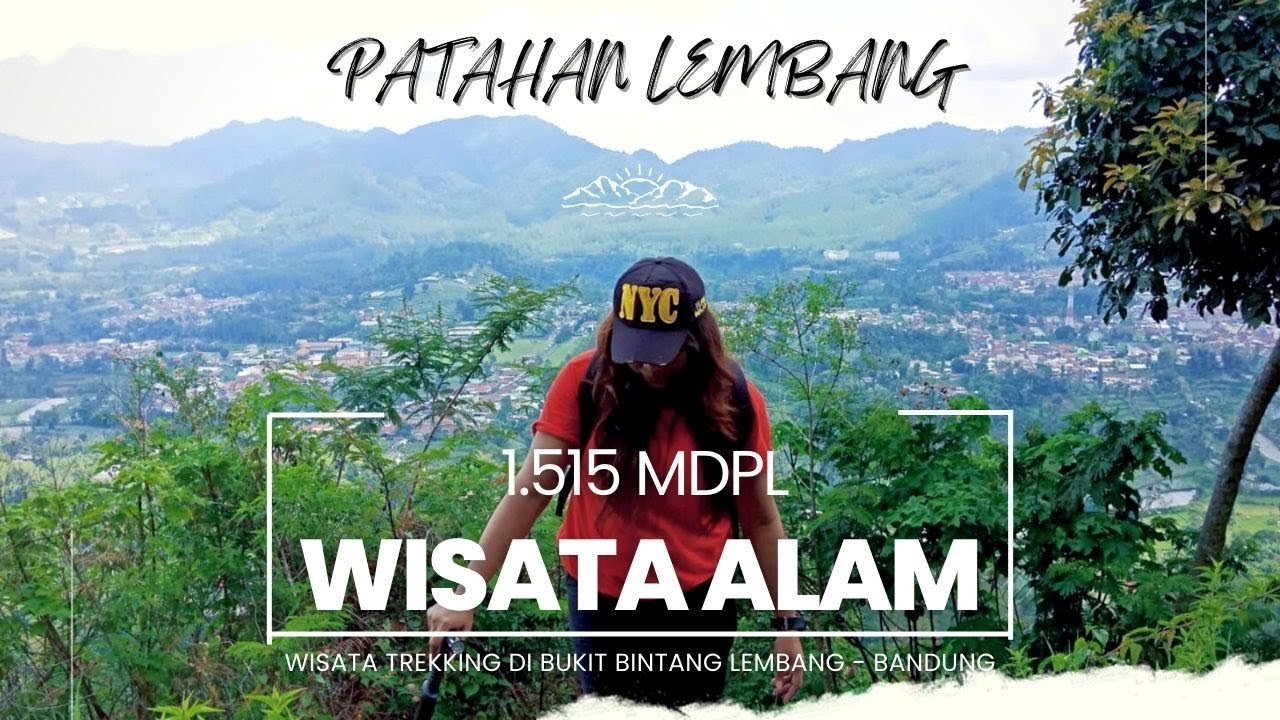 PATAHAN LEMBANG
NYC
1.515 MDPL
WISATA ALAM
WISATA TREKKING DI BUKIT BINTANG LEMBANG - BANDUNG